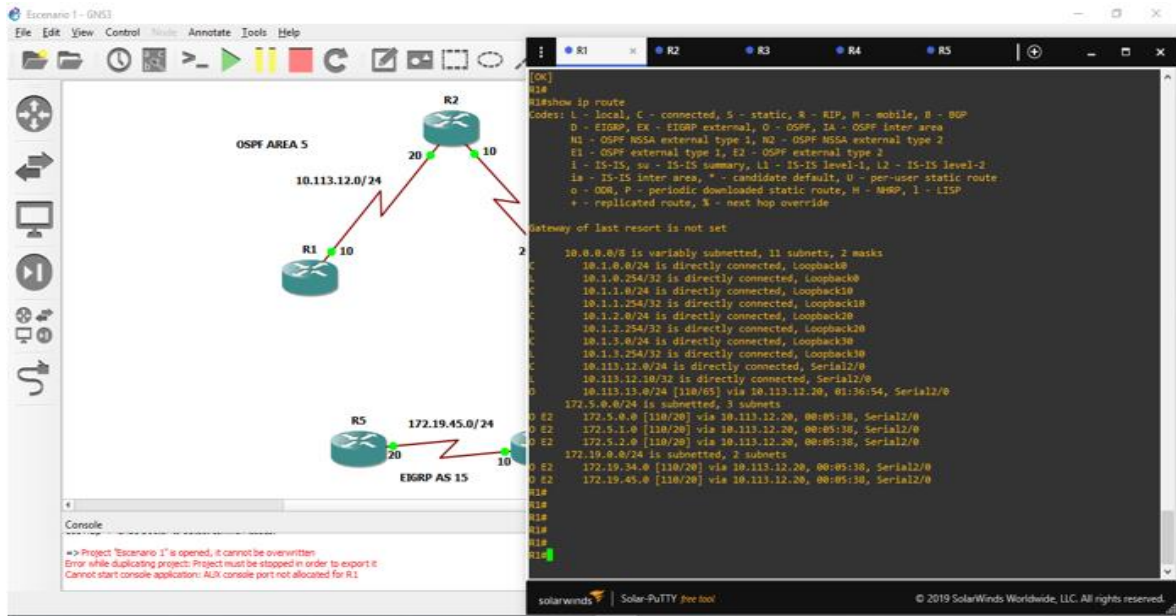 Escenario 1 - GNS3
File Edit View Control Node Annotate Tools Help
R2
OSPF AREA 5
20
10
10.113.12.0/24
R1
10
2
R5
172.19.45.0/24
20
10
EIGRP AS 15
Console
=> Project "Escenario 1" is opened, it cannot be overwritten
Error while duplicating project: Project must be stopped in order to export it
Cannot start console application: AUX console port not allocated for R1
R1 R2 R3 R4 R5
[OK]
R1#
R1#show ip route
Codes: L - local, C - connected, S - static, R - RIP, M - mobile, B - BGP
D - EIGRP, EX - EIGRP external, O - OSPF, IA - OSPF inter area
N1 - OSPF NSSA external type 1, N2 - OSPF NSSA external type 2
E1 - OSPF external type 1, E2 - OSPF external type 2
i - IS-IS, su - IS-IS summary, L1 - IS-IS level-1, L2 - IS-IS level-2
ia - IS-IS inter area, * - candidate default, U - per-user static route
o - ODR, P - periodic downloaded static route, H - NHRP, l - LISP
+ - replicated route, % - next hop override
Gateway of last resort is not set
10.0.0.0/8 is variably subnetted, 11 subnets, 2 masks
C 10.1.0.0/24 is directly connected, Loopback0
L 10.1.0.254/32 is directly connected, Loopback0
C 10.1.1.0/24 is directly connected, Loopback10
L 10.1.1.254/32 is directly connected, Loopback10
C 10.1.2.0/24 is directly connected, Loopback20
L 10.1.2.254/32 is directly connected, Loopback20
C 10.1.3.0/24 is directly connected, Loopback30
L 10.1.3.254/32 is directly connected, Loopback30
C 10.113.12.0/24 is directly connected, Serial2/0
L 10.113.12.10/32 is directly connected, Serial2/0
O 10.113.13.0/24 [110/65] via 10.113.12.20, 01:36:54, Serial2/0
172.5.0.0/24 is subnetted, 3 subnets
O E2 172.5.0.0 [110/20] via 10.113.12.20, 00:05:38, Serial2/0
O E2 172.5.1.0 [110/20] via 10.113.12.20, 00:05:38, Serial2/0
O E2 172.5.2.0 [110/20] via 10.113.12.20, 00:05:38, Serial2/0
172.19.0.0/24 is subnetted, 2 subnets
O E2 172.19.34.0 [110/20] via 10.113.12.20, 00:05:38, Serial2/0
O E2 172.19.45.0 [110/20] via 10.113.12.20, 00:05:38, Serial2/0
R1#
R1#
R1#
R1#
R1#
R1#
solarwinds Solar-PuTTY free tool © 2019 SolarWinds Worldwide, LLC. All rights reserved.